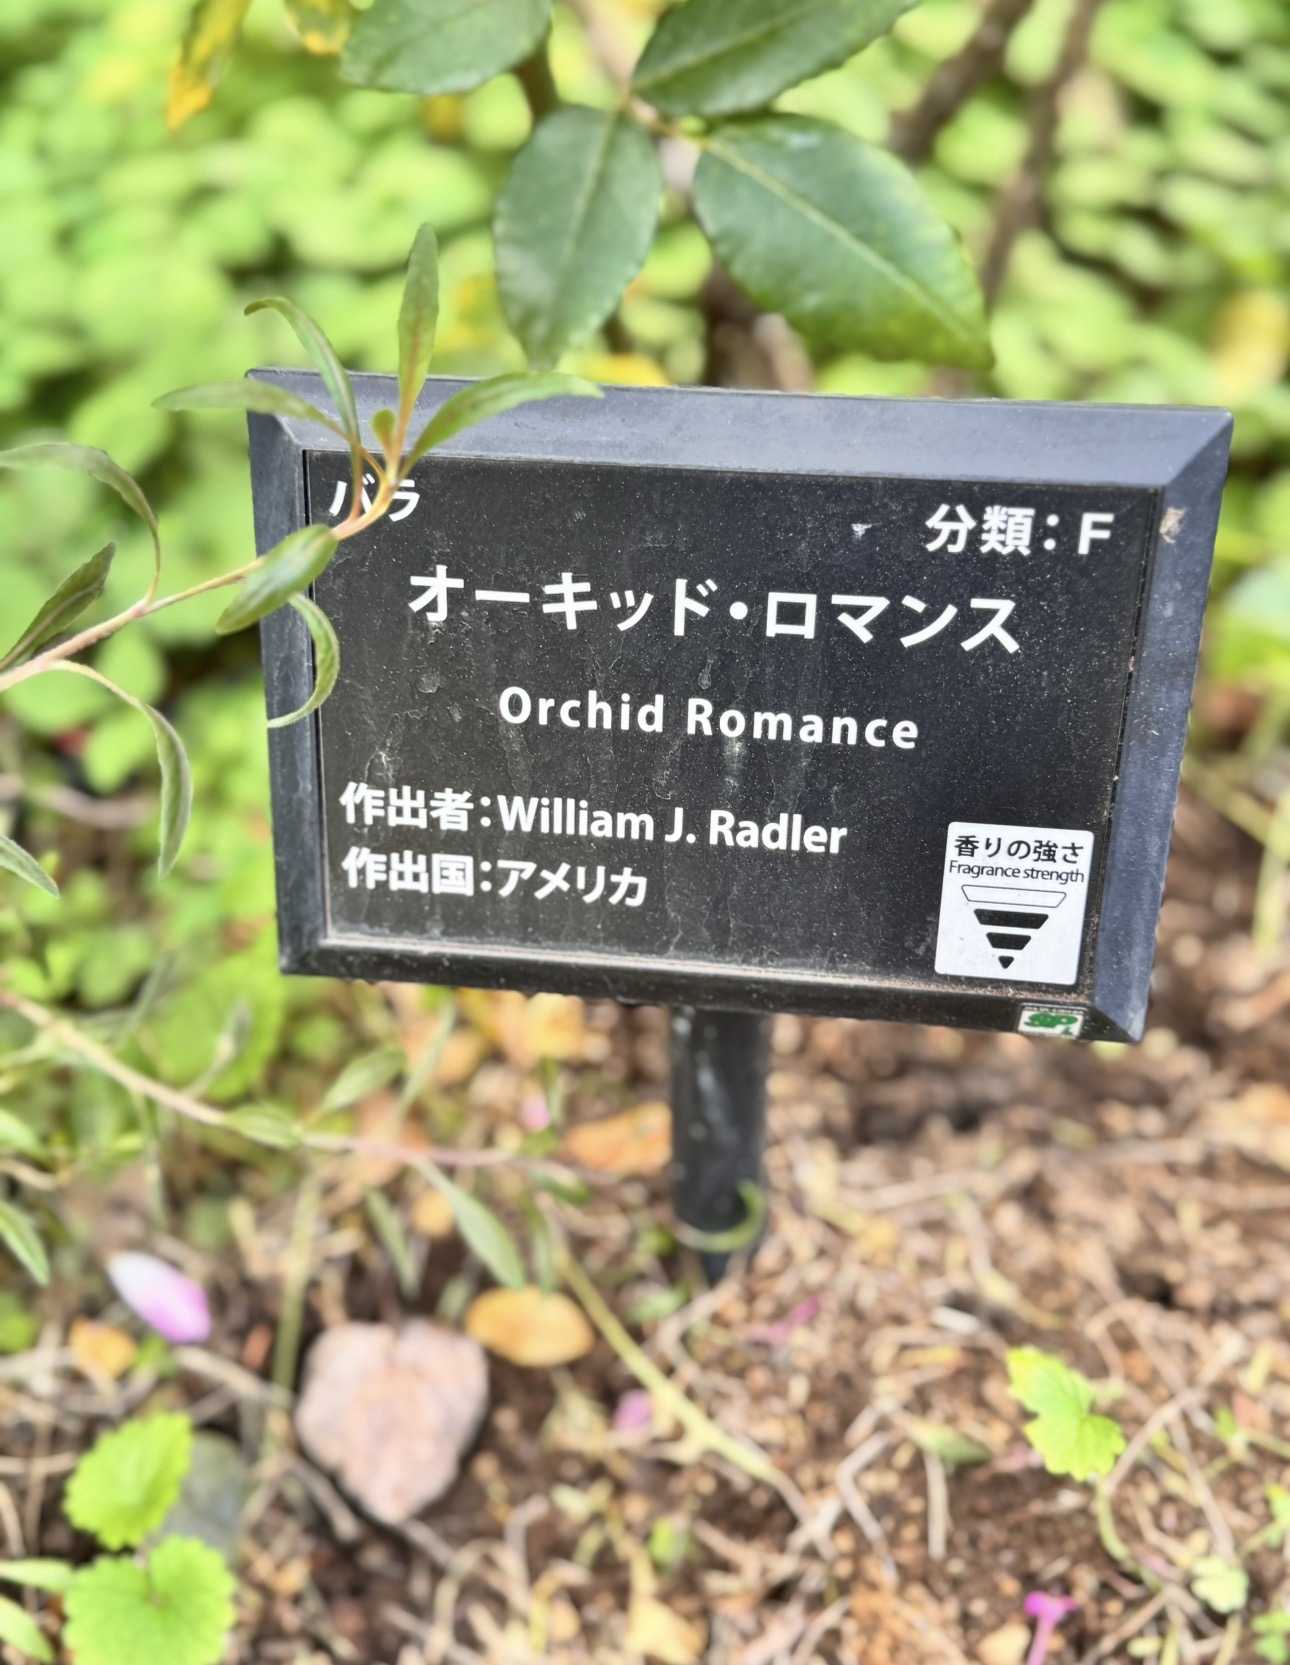 バラ
分類：F
オーキッド・ロマンス
Orchid Romance
作出者：William J. Radler
作出国：アメリカ
香りの強さ
Fragrance strength